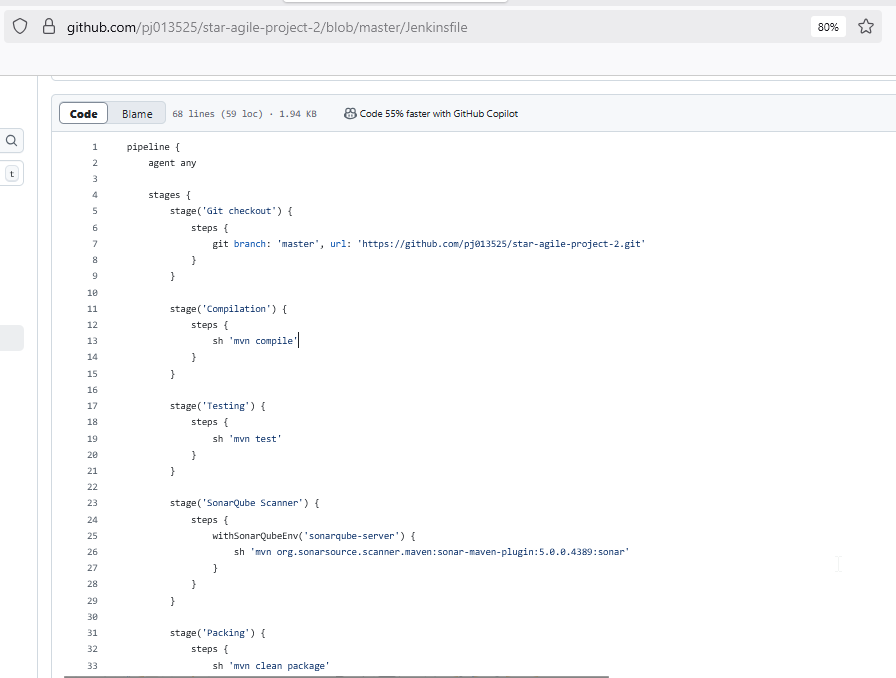 github.com/pj013525/star-agile-project-2/blob/master/Jenkinsfile
80%
t
Code Blame 68 lines (59 loc) · 1.94 KB Code 55% faster with GitHub Copilot
1 pipeline {
2 agent any
3
4 stages {
5 stage('Git checkout') {
6 steps {
7 git branch: 'master', url: 'https://github.com/pj013525/star-agile-project-2.git'
8 }
9 }
10
11 stage('Compilation') {
12 steps {
13 sh 'mvn compile'
14 }
15 }
16
17 stage('Testing') {
18 steps {
19 sh 'mvn test'
20 }
21 }
22
23 stage('SonarQube Scanner') {
24 steps {
25 withSonarQubeEnv('sonarqube-server') {
26 sh 'mvn org.sonarsource.scanner.maven:sonar-maven-plugin:5.0.0.4389:sonar'
27 }
28 }
29 }
30
31 stage('Packing') {
32 steps {
33 sh 'mvn clean package'